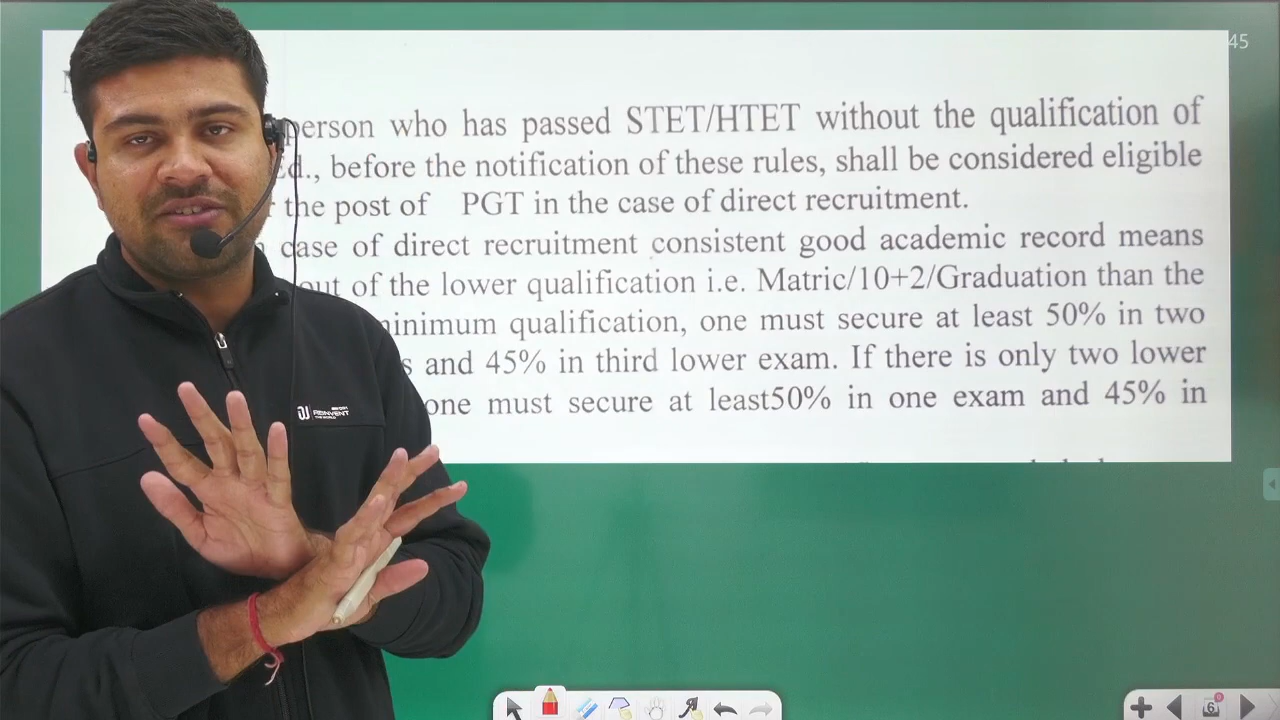 45
person who has passed STET/HTET without the qualification of
Ed., before the notification of these rules, shall be considered eligible
the post of PGT in the case of direct recruitment.
case of direct recruitment consistent good academic record means
out of the lower qualification i.e. Matric/10+2/Graduation than the
minimum qualification, one must secure at least 50% in two
and 45% in third lower exam. If there is only two lower
one must secure at least50% in one exam and 45% in
REINVENT
6